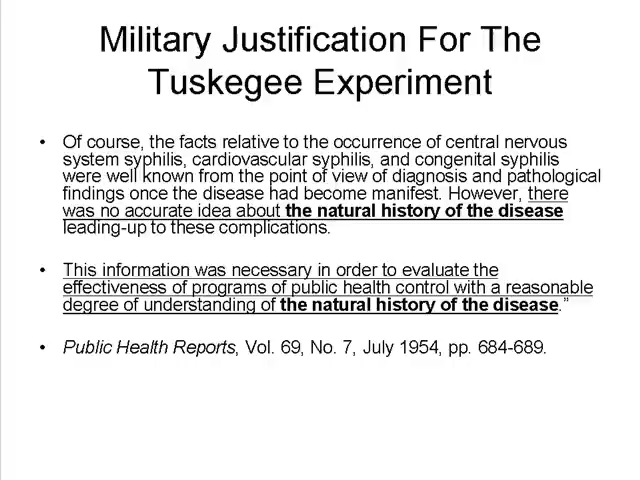 Military Justification For The
Tuskegee Experiment
• Of course, the facts relative to the occurrence of central nervous
system syphilis, cardiovascular syphilis, and congenital syphilis
were well known from the point of view of diagnosis and pathological
findings once the disease had become manifest. However, there
was no accurate idea about the natural history of the disease
leading-up to these complications.
• This information was necessary in order to evaluate the
effectiveness of programs of public health control with a reasonable
degree of understanding of the natural history of the disease.”
• Public Health Reports, Vol. 69, No. 7, July 1954, pp. 684-689.